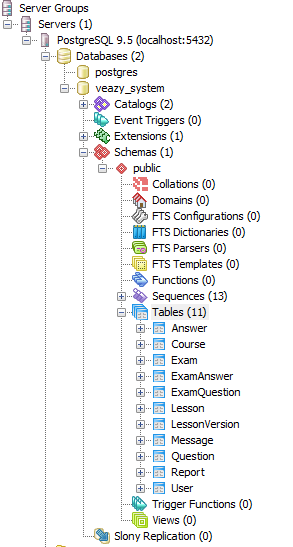 Server Groups
Servers (1)
PostgreSQL 9.5 (localhost:5432)
Databases (2)
postgres
veazy_system
Catalogs (2)
Event Triggers (0)
Extensions (1)
Schemas (1)
public
Collations (0)
Domains (0)
FTS Configurations (0)
FTS Dictionaries (0)
FTS Parsers (0)
FTS Templates (0)
Functions (0)
Sequences (13)
Tables (11)
Answer
Course
Exam
ExamAnswer
ExamQuestion
Lesson
LessonVersion
Message
Question
Report
User
Trigger Functions (0)
Views (0)
Slony Replication (0)